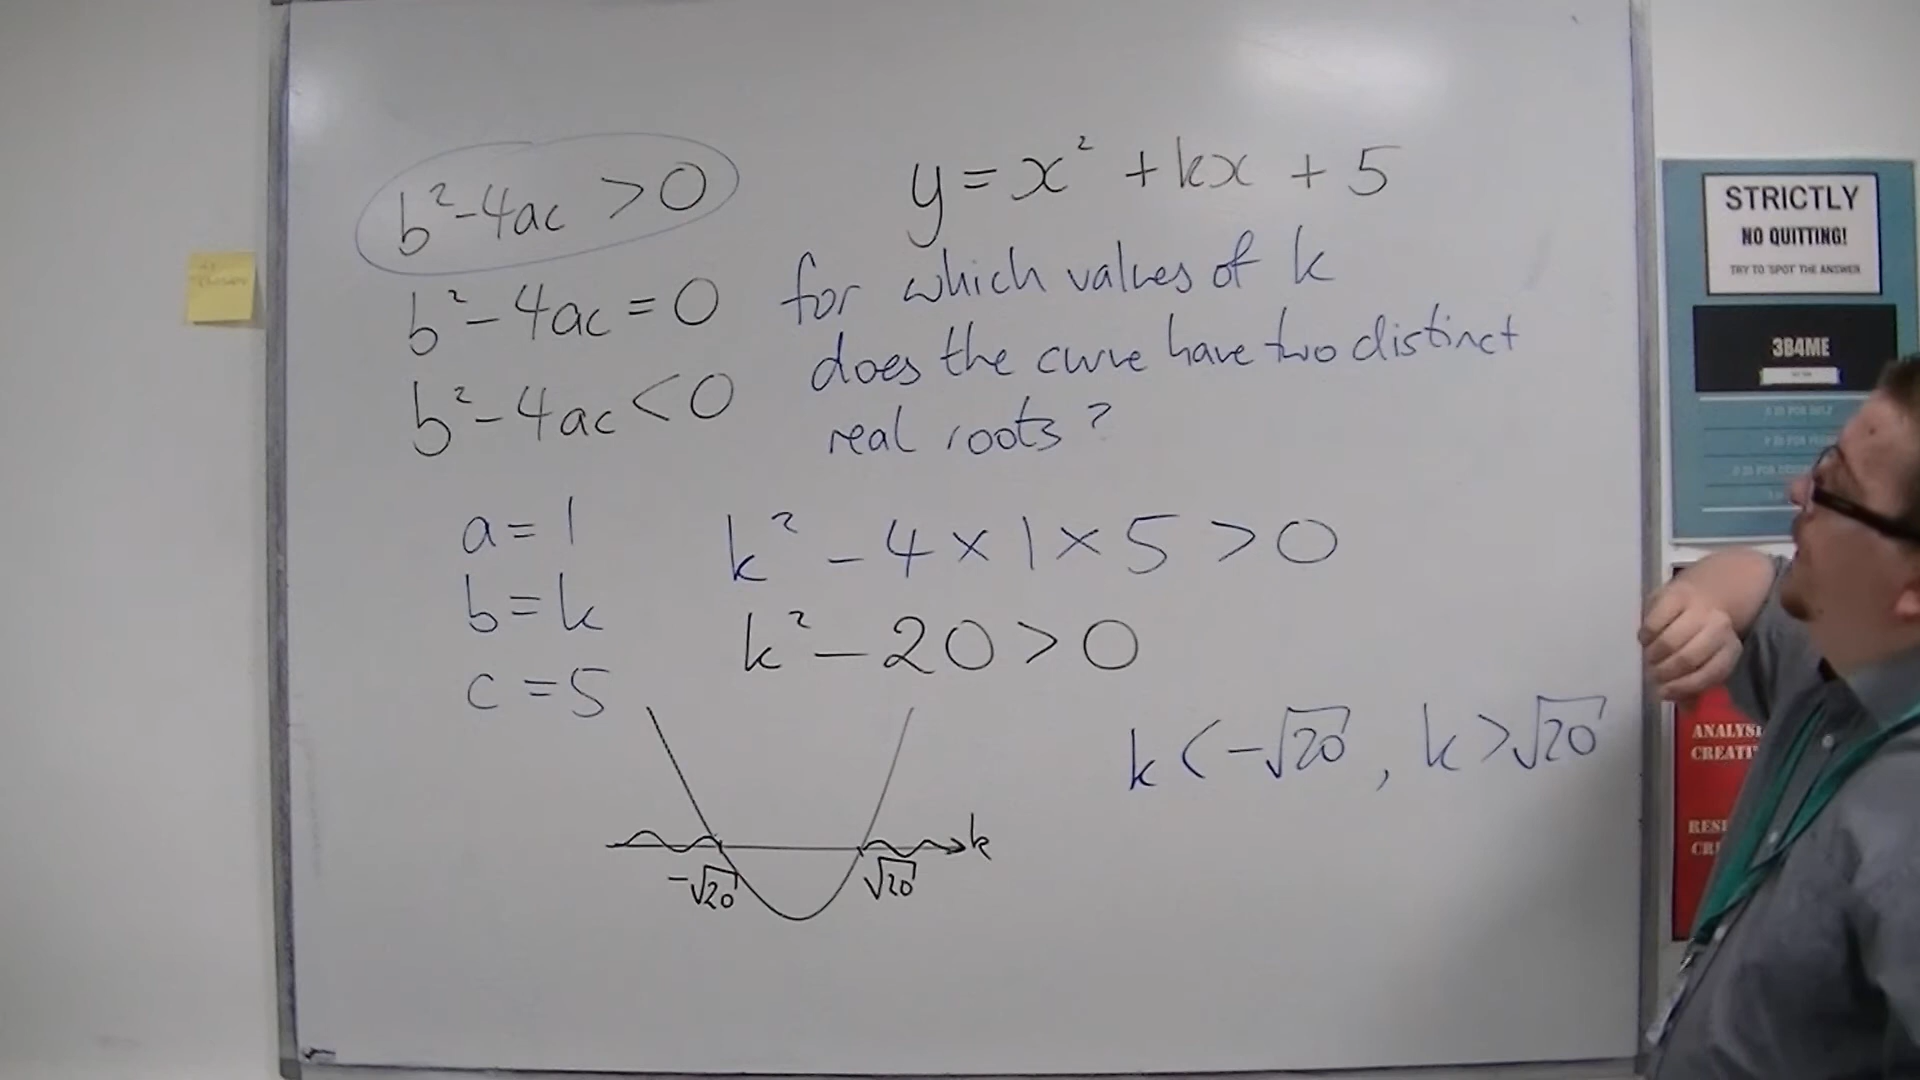 b²-4ac > 0
b² - 4ac = 0
b² - 4ac < 0
y = x² + kx + 5
for which values of k
does the curve have two distinct
real roots?
a = 1
b = k
c = 5
k² - 4 × 1 × 5 > 0
k² - 20 > 0
k < -√20 , k > √20
k
-√20
√20
STRICTLY
NO QUITTING!
TRY TO 'SPOT' THE ANSWER
3B4ME
ANALYS
CREATI
RES
CR